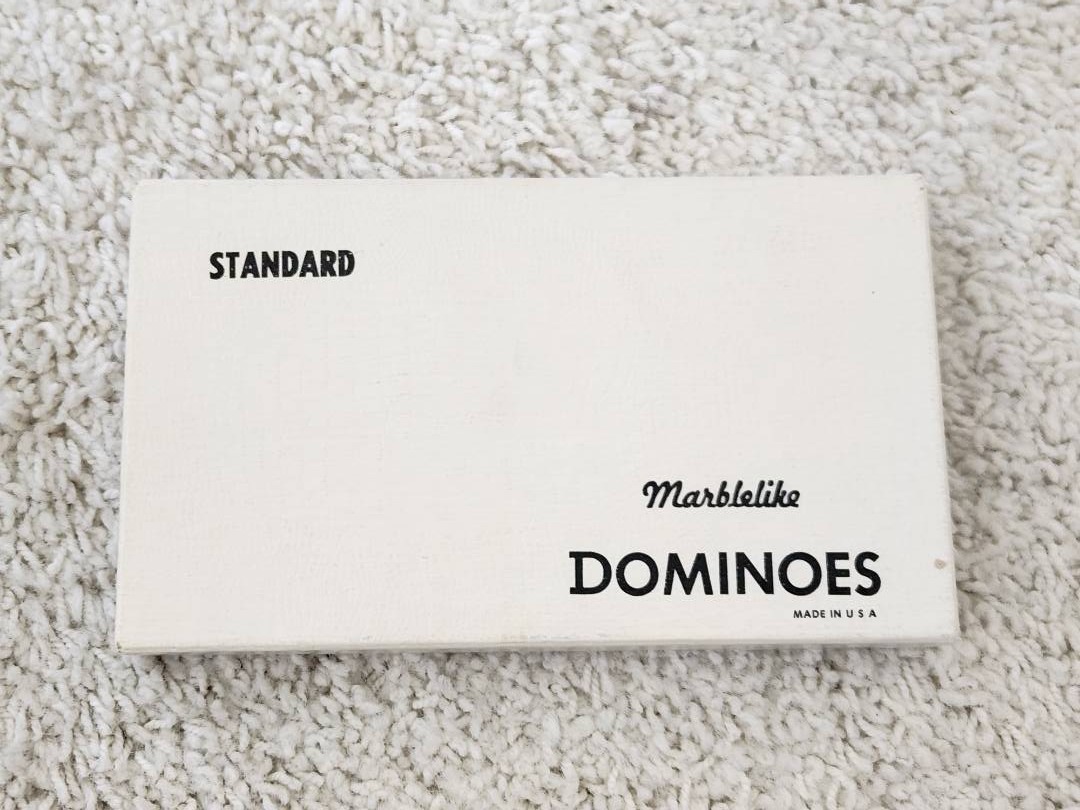 STANDARD
Marblelike
DOMINOES
MADE IN U S A